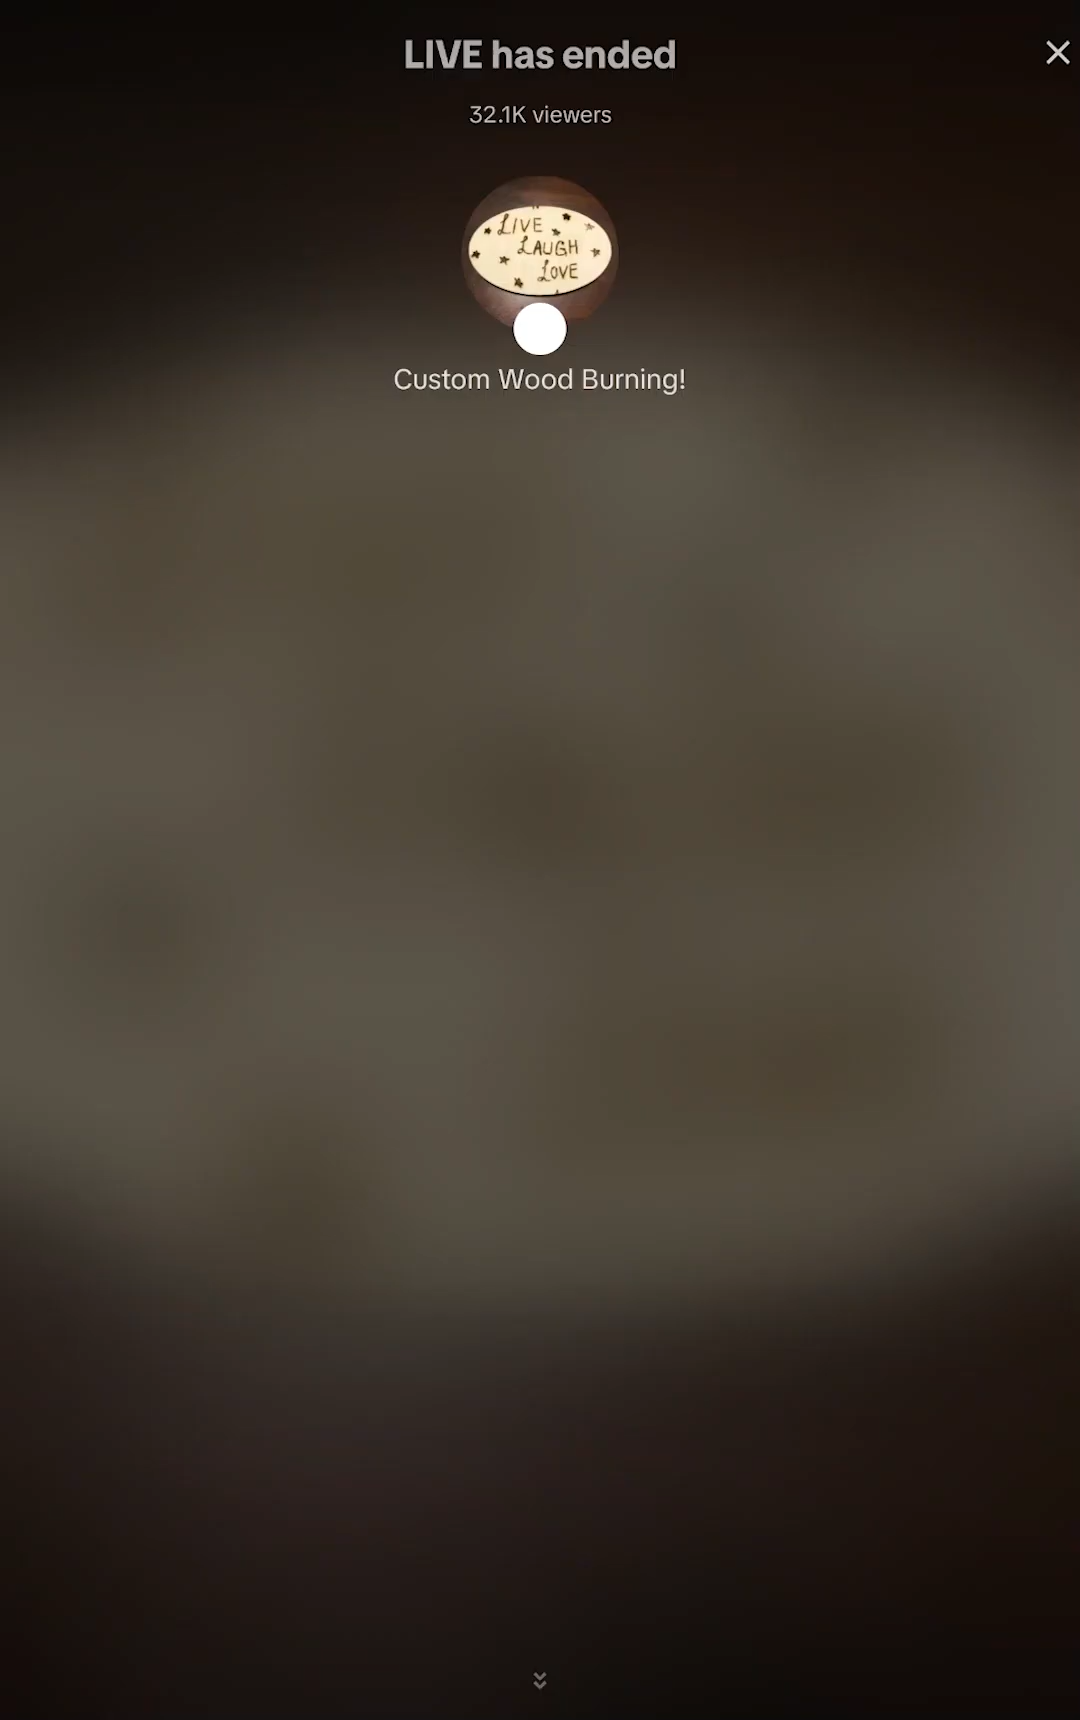 LIVE has ended
32.1K viewers
LIVE
LAUGH
LOVE
Custom Wood Burning!